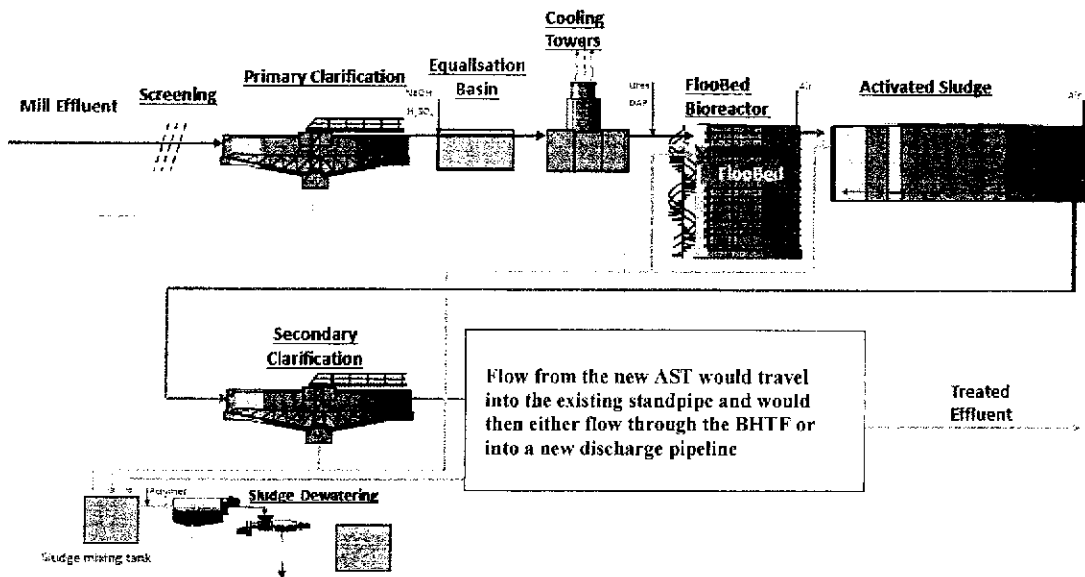 Cooling
Towers
Equalisation
Basin
Primary Clarification
NaOH
H₂SO₄
Screening
Mill Effluent
Urea
DAP
FlooBed
Bioreactor
Air
Activated Sludge
Air
FlooBed
Secondary
Clarification
Flow from the new AST would travel
into the existing standpipe and would
then either flow through the BHTF or
into a new discharge pipeline
Treated
Effluent
Polymer
Sludge Dewatering
Sludge mixing tank